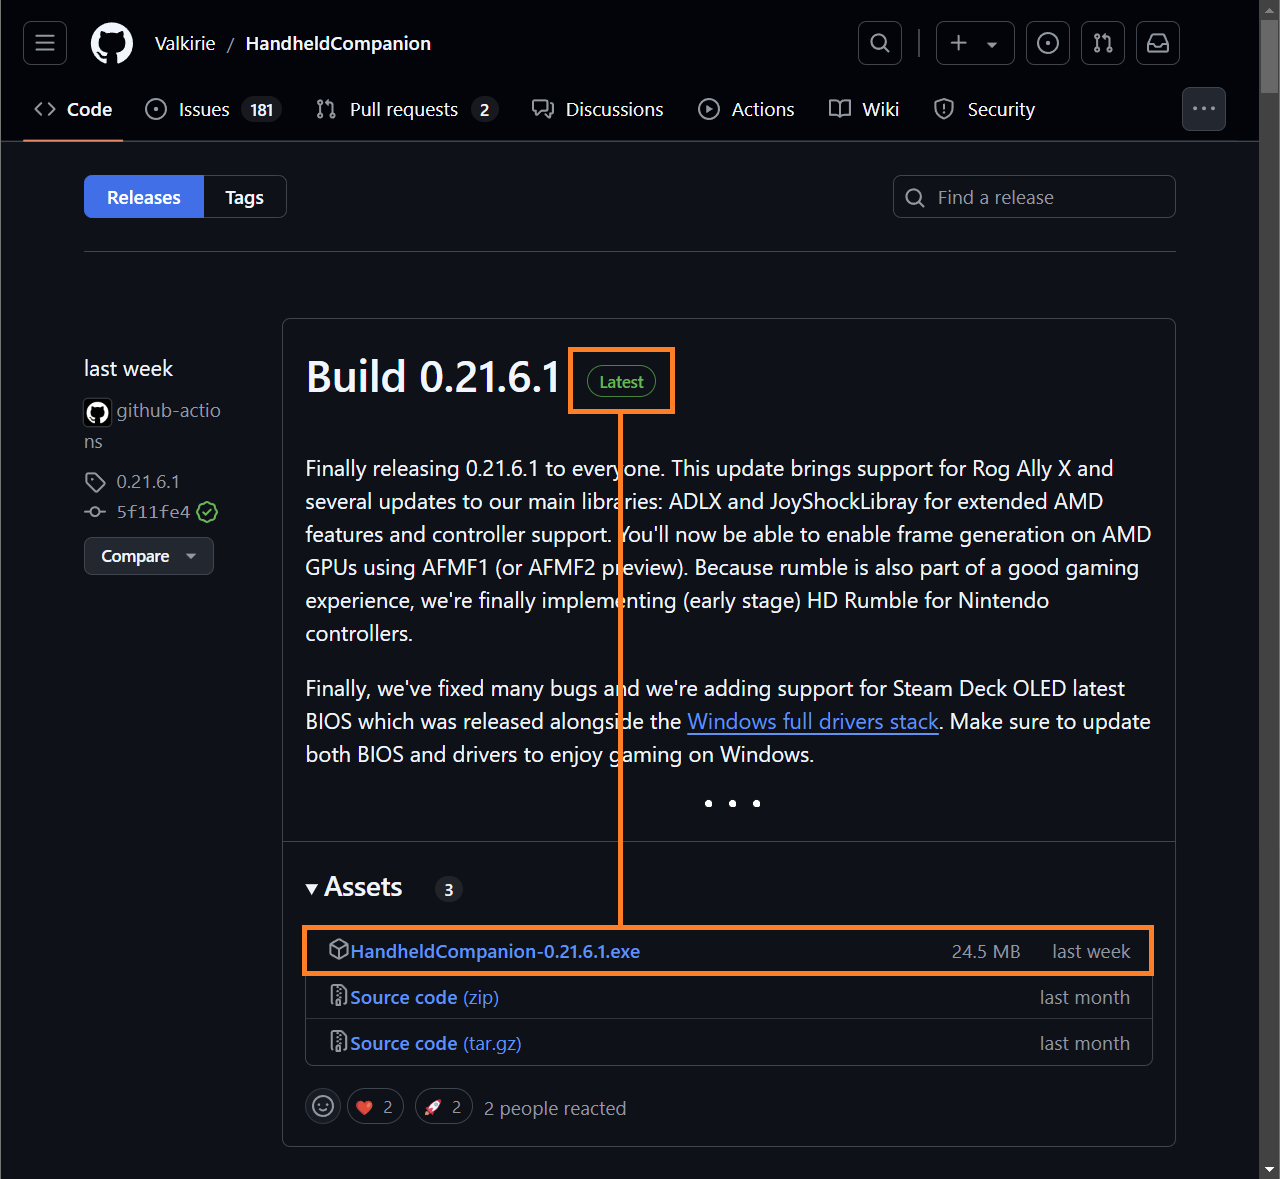 Valkirie / HandheldCompanion
Code Issues 181 Pull requests 2 Discussions Actions Wiki Security
Releases Tags Find a release
last week
github-actio
ns
0.21.6.1
5f11fe4
Compare
Build 0.21.6.1 Latest
Finally releasing 0.21.6.1 to everyone. This update brings support for Rog Ally X and
several updates to our main libraries: ADLX and JoyShockLibray for extended AMD
features and controller support. You'll now be able to enable frame generation on AMD
GPUs using AFMF1 (or AFMF2 preview). Because rumble is also part of a good gaming
experience, we're finally implementing (early stage) HD Rumble for Nintendo
controllers.
Finally, we've fixed many bugs and we're adding support for Steam Deck OLED latest
BIOS which was released alongside the Windows full drivers stack. Make sure to update
both BIOS and drivers to enjoy gaming on Windows.
Assets 3
HandheldCompanion-0.21.6.1.exe 24.5 MB last week
Source code (zip) last month
Source code (tar.gz) last month
2 2 2 people reacted